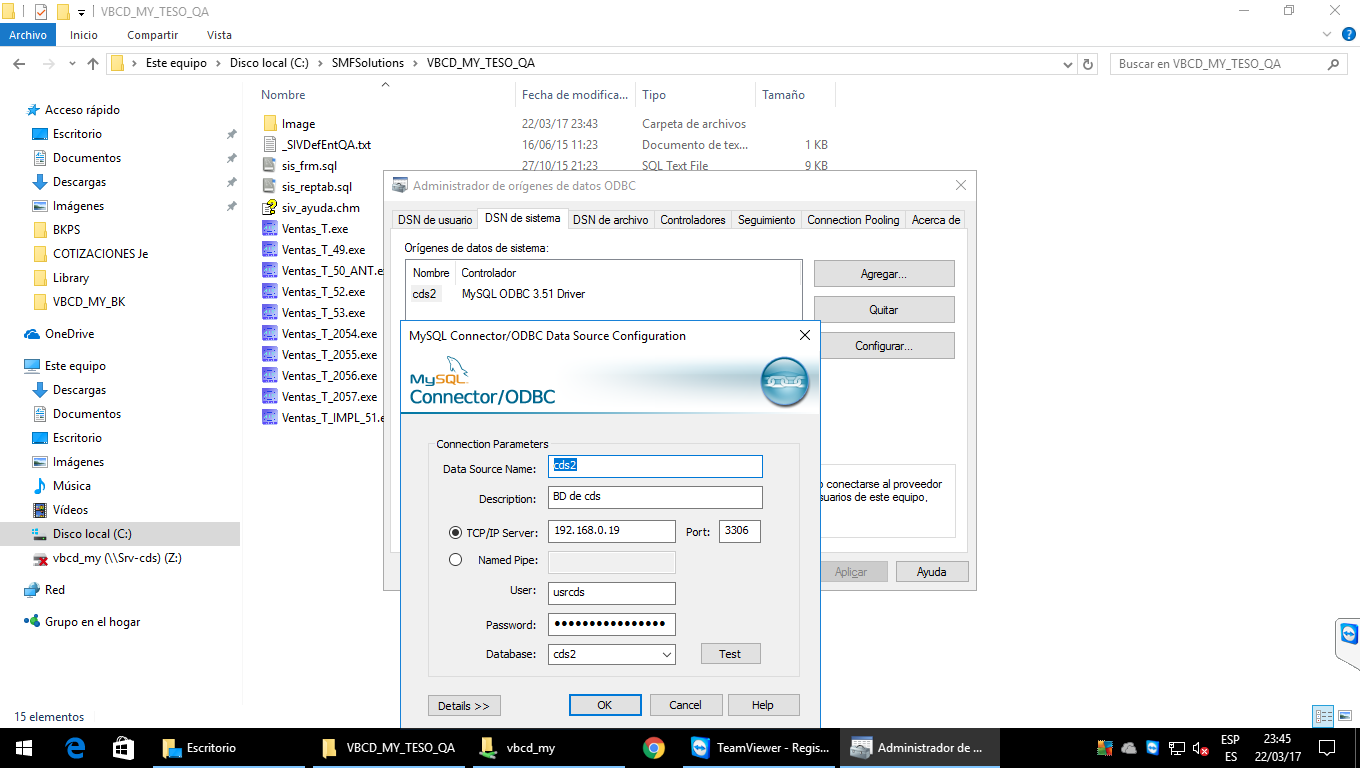 VBCD_MY_TESO_QA
Archivo Inicio Compartir Vista
Este equipo Disco local (C:) SMFSolutions VBCD_MY_TESO_QA
Buscar en VBCD_MY_TESO_QA
Acceso rápido
Escritorio
Documentos
Descargas
Imágenes
BKPS
COTIZACIONES Je
Library
VBCD_MY_BK
OneDrive
Este equipo
Descargas
Documentos
Escritorio
Imágenes
Música
Vídeos
Disco local (C:)
vbcd_my (\\Srv-cds) (Z:)
Red
Grupo en el hogar
Nombre Fecha de modifica... Tipo Tamaño
Image 22/03/17 23:43 Carpeta de archivos
_SIVDefEntQA.txt 16/06/15 11:23 Documento de tex... 1 KB
sis_frm.sql 27/10/15 21:23 SQL Text File 9 KB
sis_reptab.sql
siv_ayuda.chm
Ventas_T.exe
Ventas_T_49.exe
Ventas_T_50_ANT.e
Ventas_T_52.exe
Ventas_T_53.exe
Ventas_T_2054.exe
Ventas_T_2055.exe
Ventas_T_2056.exe
Ventas_T_2057.exe
Ventas_T_IMPL_51.e
Administrador de orígenes de datos ODBC
DSN de usuario DSN de sistema DSN de archivo Controladores Seguimiento Connection Pooling Acerca de
Orígenes de datos de sistema:
Nombre Controlador
cds2 MySQL ODBC 3.51 Driver
Agregar...
Quitar
Configurar...
o conectarse al proveedor
suarios de este equipo,
Aplicar Ayuda
MySQL Connector/ODBC Data Source Configuration
MySQL
Connector/ODBC
Connection Parameters
Data Source Name: cds2
Description: BD de cds
TCP/IP Server: 192.168.0.19 Port: 3306
Named Pipe:
User: usrcds
Password: ••••••••••••••••
Database: cds2 Test
Details >> OK Cancel Help
15 elementos
Escritorio VBCD_MY_TESO_QA vbcd_my TeamViewer - Regis... Administrador de ...
ESP
ES
23:45
22/03/17